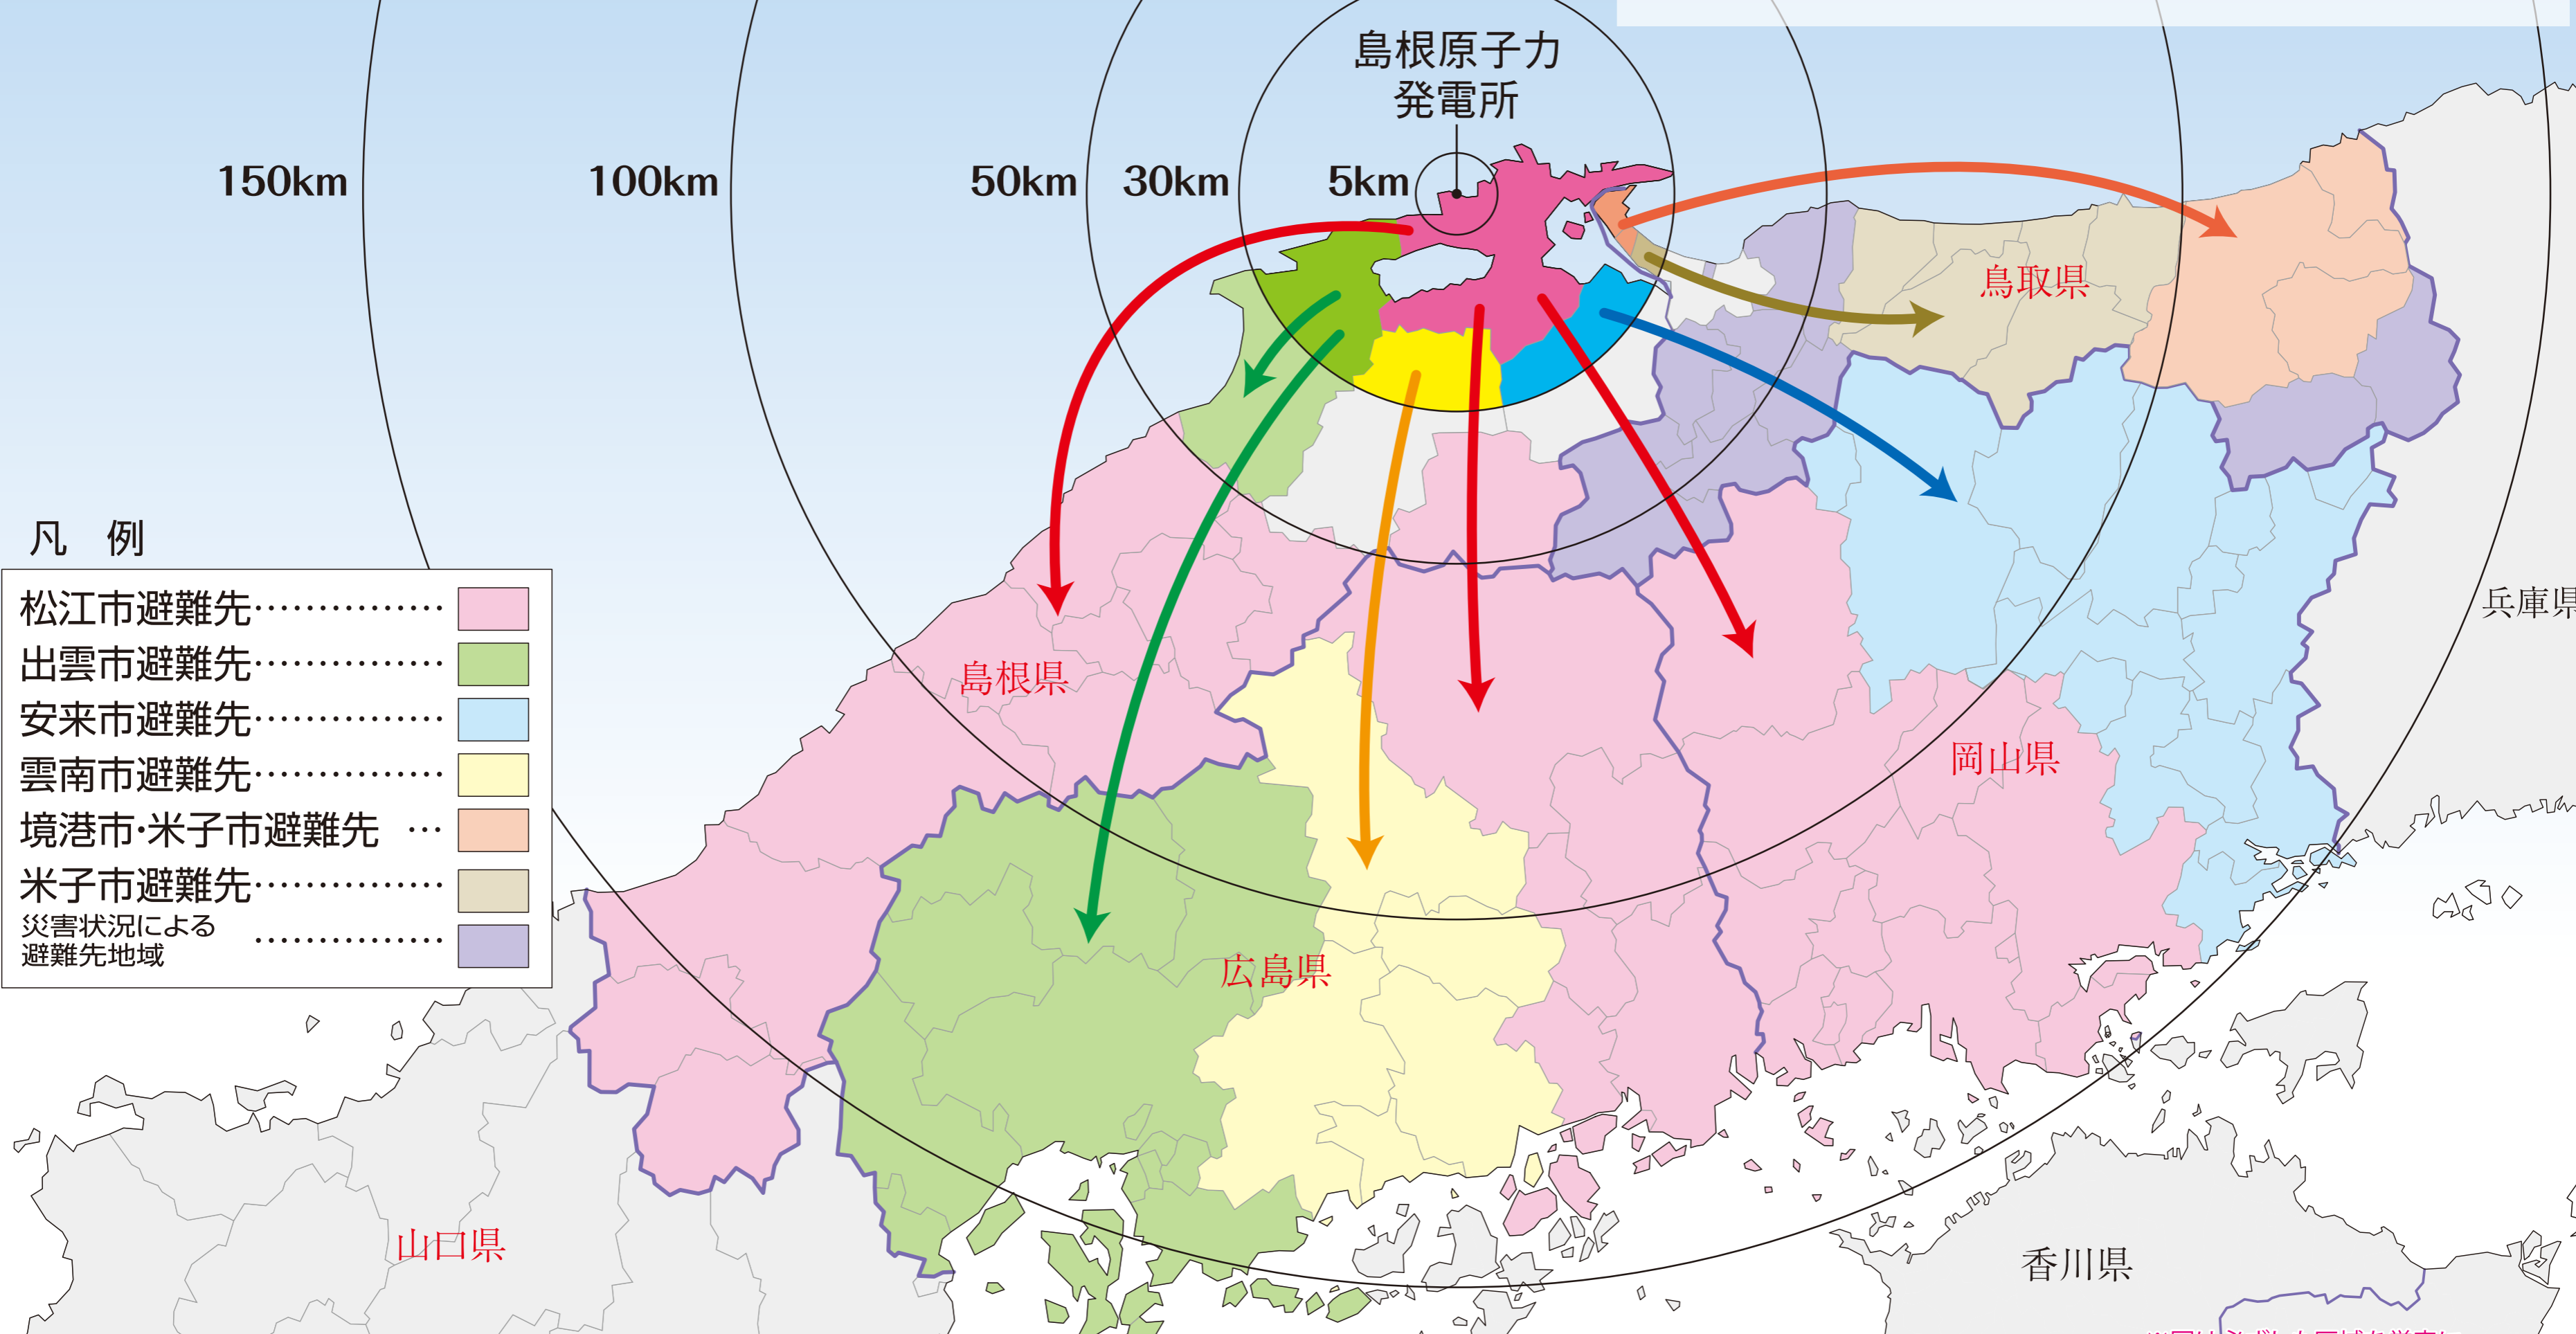 島根原子力
発電所
150km
100km
50km
30km
5km
鳥取県
凡 例
松江市避難先……………
出雲市避難先……………
安来市避難先……………
雲南市避難先……………
境港市・米子市避難先 …
米子市避難先……………
災害状況による
避難先地域 ……………
兵庫県
島根県
岡山県
広島県
山口県
香川県